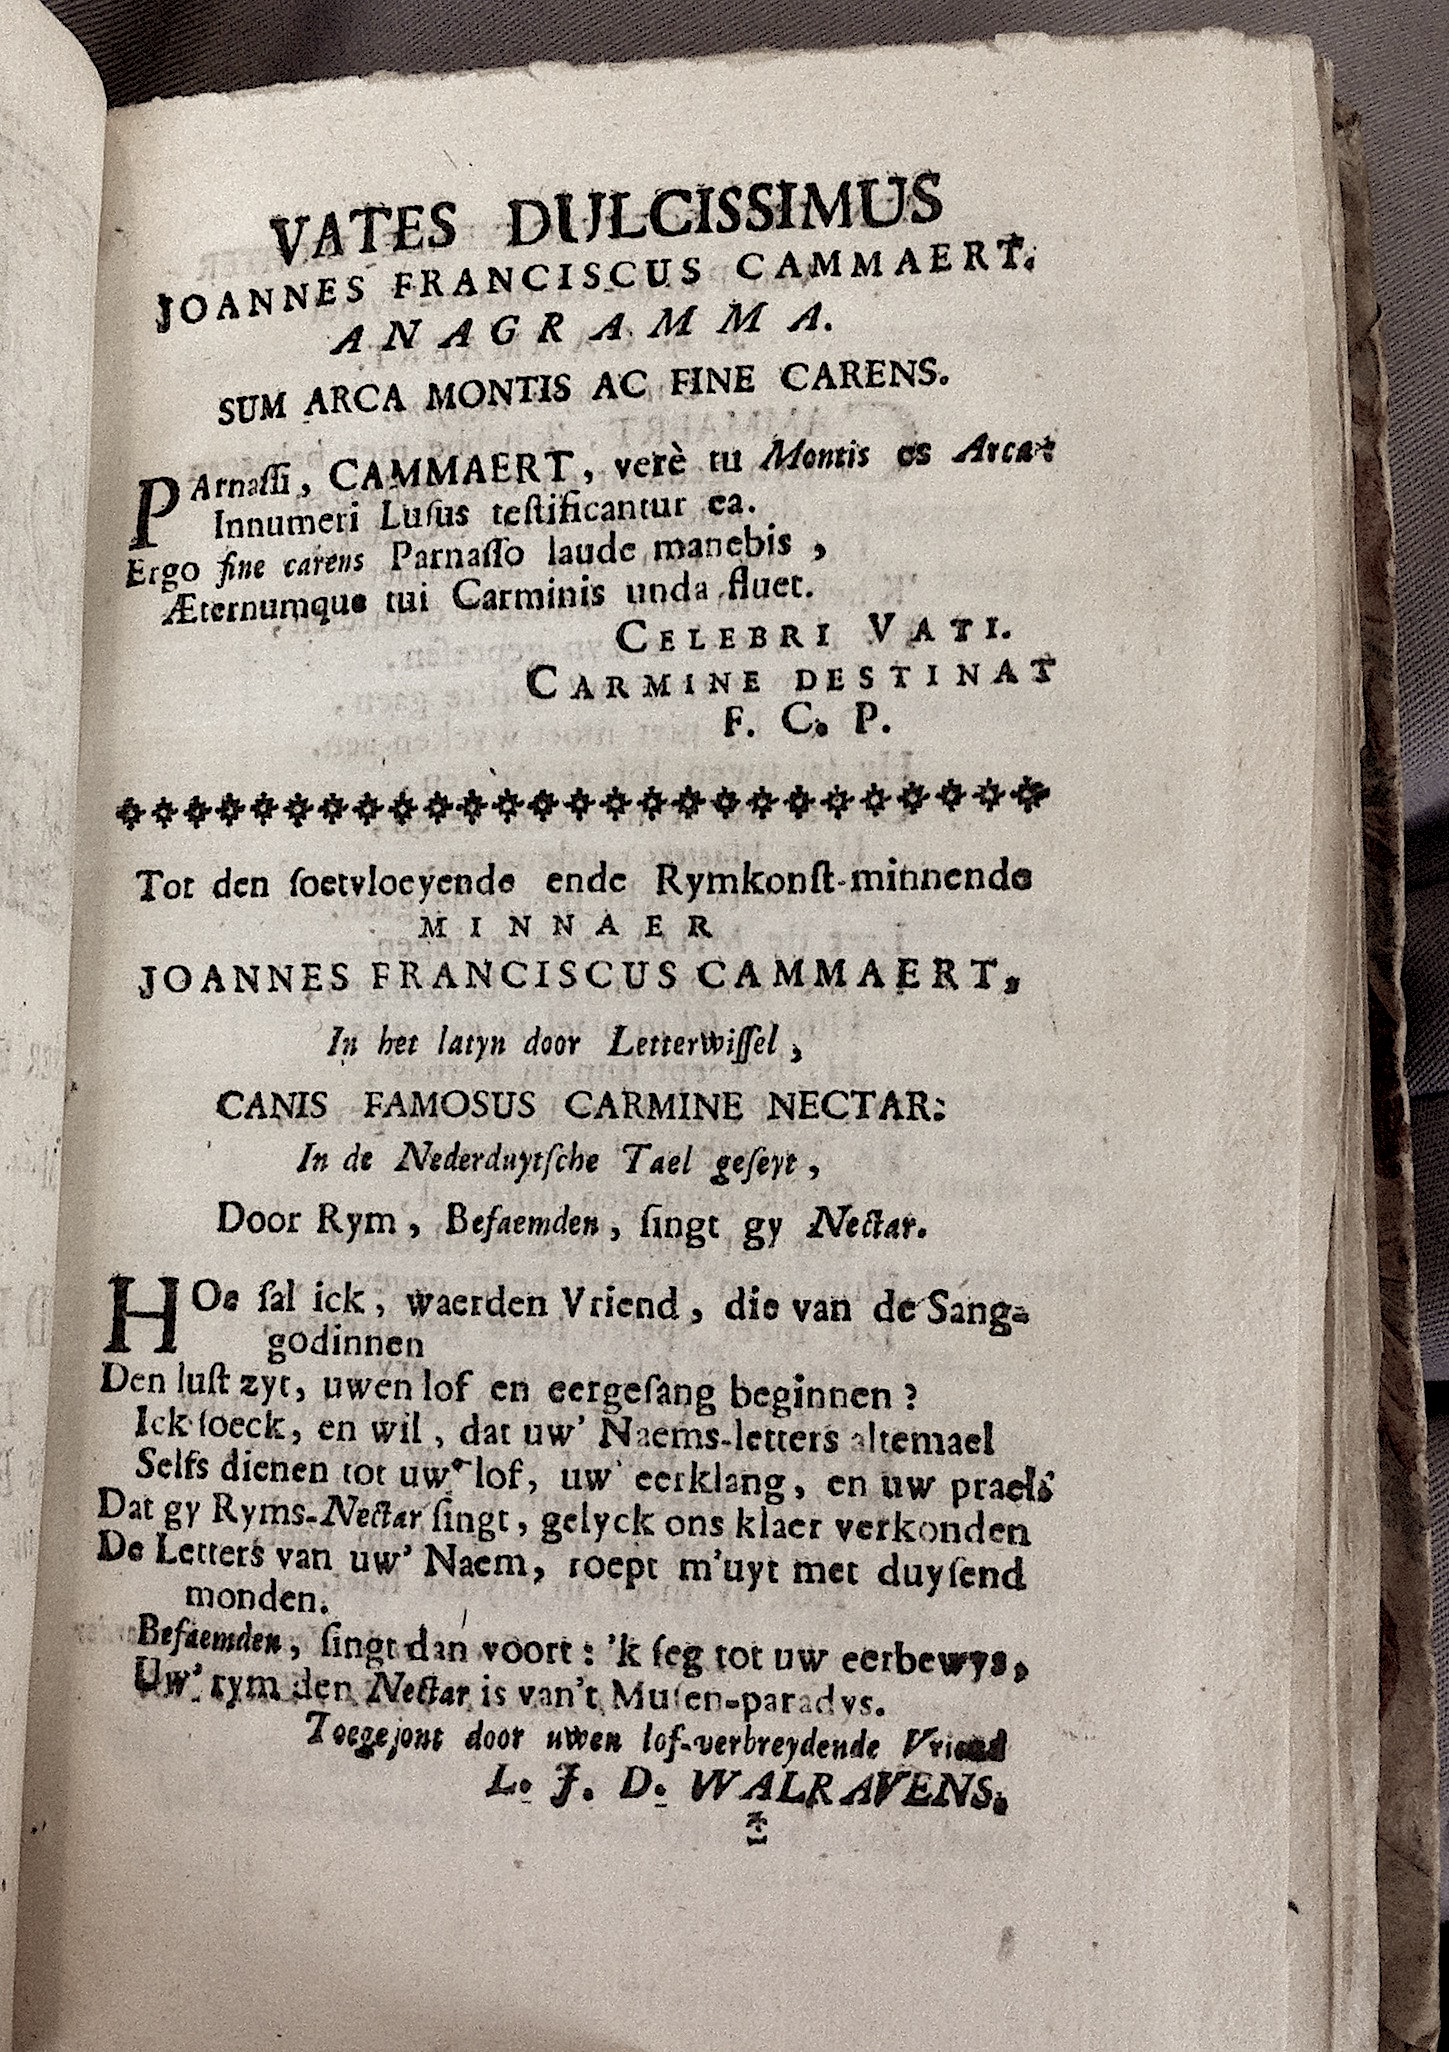 VATES DULCISSIMUS
JOANNES FRANCISCUS CAMMAERT.
ANAGRAMMA.
SUM ARCA MONTIS AC FINE CARENS.
PArnaſſi, CAMMAERT, verè tu Montis es Arca:
Innumeri Luſus teſtificantur ea.
Ergo fine carens Parnaſſo laude manebis,
Æternumque tui Carminis unda fluet.
CELEBRI VATI.
CARMINE DESTINAT
F. C. P.
Tot den ſoetvloeyende ende Rymkonſt-minnende
MINNAER
JOANNES FRANCISCUS CAMMAERT,
In het latyn door Letterwiſſel,
CANIS FAMOSUS CARMINE NECTAR:
In de Nederduytſche Tael geſeyt,
Door Rym, Befaemden, ſingt gy Nectar.
HOe ſal ick, waerden Vriend, die van de Sang-
godinnen
Den luſt zyt, uwen lof en eergeſang beginnen?
Ick ſoeck, en wil, dat uw' Naems-letters altemael
Selfs dienen tot uw' lof, uw' eerklang, en uw praels'
Dat gy Ryms-Nectar ſingt, gelyck ons klaer verkonden
De Letters van uw' Naem, roept m'uyt met duyſend
monden.
Befaemden, ſingt dan voort: 'k ſeg tot uw eerbewys,
Uw' rym den Nectar is van't Muſen-paradys.
Toegejont door uwen lof-verbreydende Vriend
L. J. D. WALRAVENS.